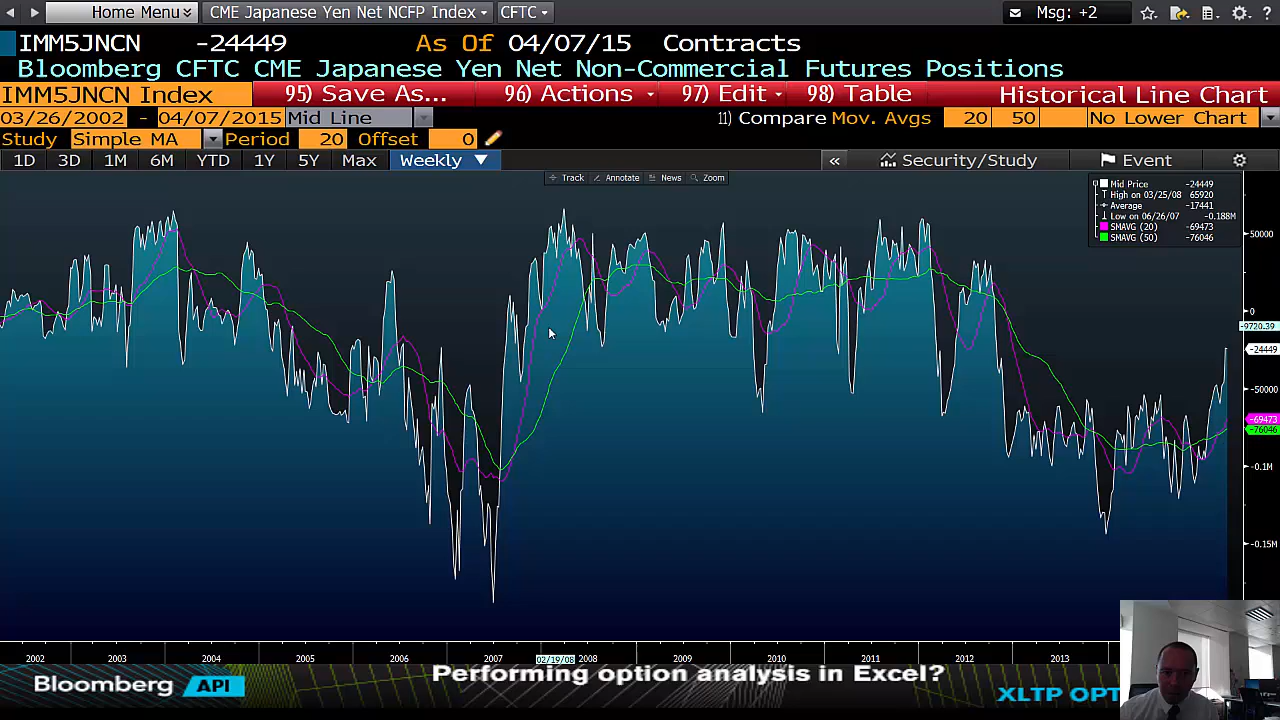 Home Menu CME Japanese Yen Net NCFP Index CFTC Msg: +2
IMM5JNCN -24449 As Of 04/07/15 Contracts
Bloomberg CFTC CME Japanese Yen Net Non-Commercial Futures Positions
IMM5JNCN Index 95) Save As... 96) Actions 97) Edit 98) Table Historical Line Chart
03/26/2002 - 04/07/2015 Mid Line 11) Compare Mov. Avgs 20 50 No Lower Chart
Study Simple MA Period 20 Offset 0
1D 3D 1M 6M YTD 1Y 5Y Max Weekly ▼ « Security/Study Event
Track Annotate News Zoom
Mid Price -24449
High on 03/25/08 65920
Average -17441
Low on 06/26/07 -0.188M
SMAVG (20) -69473
SMAVG (50) -76046
50000
0
-9720.39
-24449
-50000
-69473
-76046
-0.1M
-0.15M
2002 2003 2004 2005 2006 2007 02/19/08 2008 2009 2010 2011 2012 2013
Performing option analysis in Excel?
Bloomberg API XLTP OPT